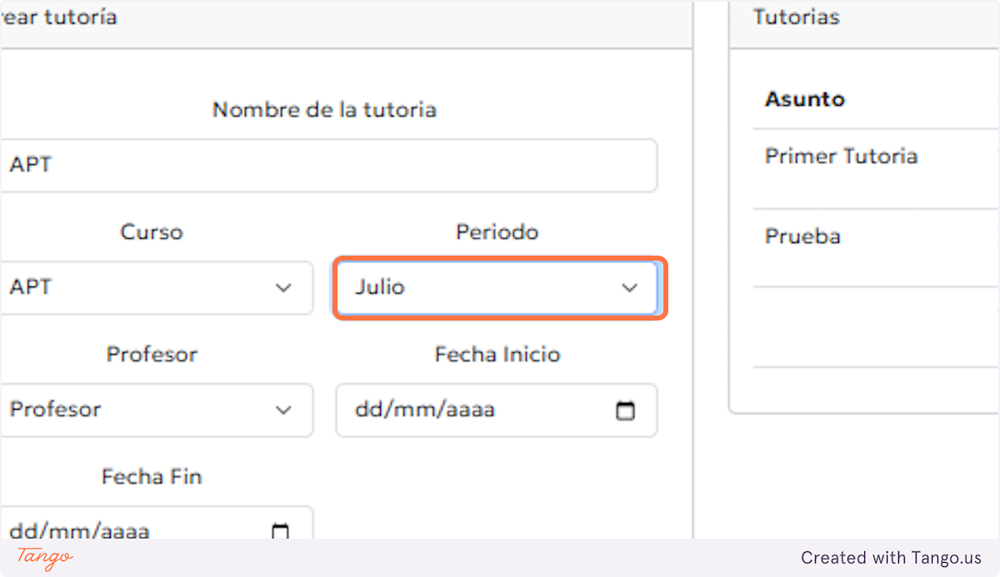 rear tutoría
Nombre de la tutoria
APT
Curso
Periodo
APT
Julio
Profesor
Fecha Inicio
Profesor
dd/mm/aaaa
Fecha Fin
dd/mm/aaaa
Tutorias
Asunto
Primer Tutoria
Prueba
Tango
Created with Tango.us